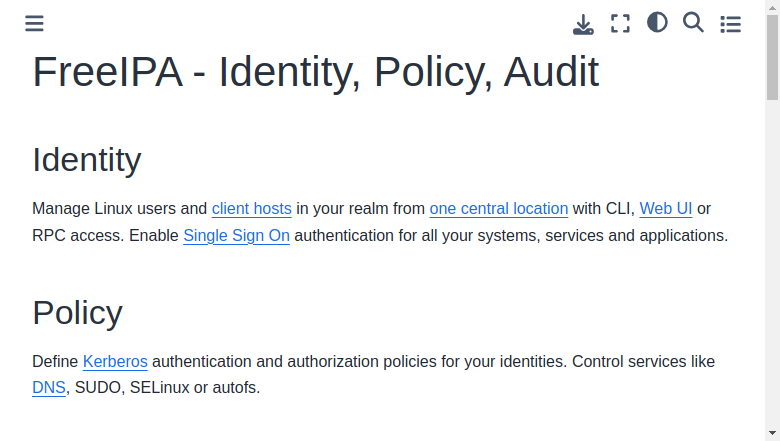 FreeIPA - Identity, Policy, Audit
Identity
Manage Linux users and client hosts in your realm from one central location with CLI, Web UI or
RPC access. Enable Single Sign On authentication for all your systems, services and applications.
Policy
Define Kerberos authentication and authorization policies for your identities. Control services like
DNS, SUDO, SELinux or autofs.